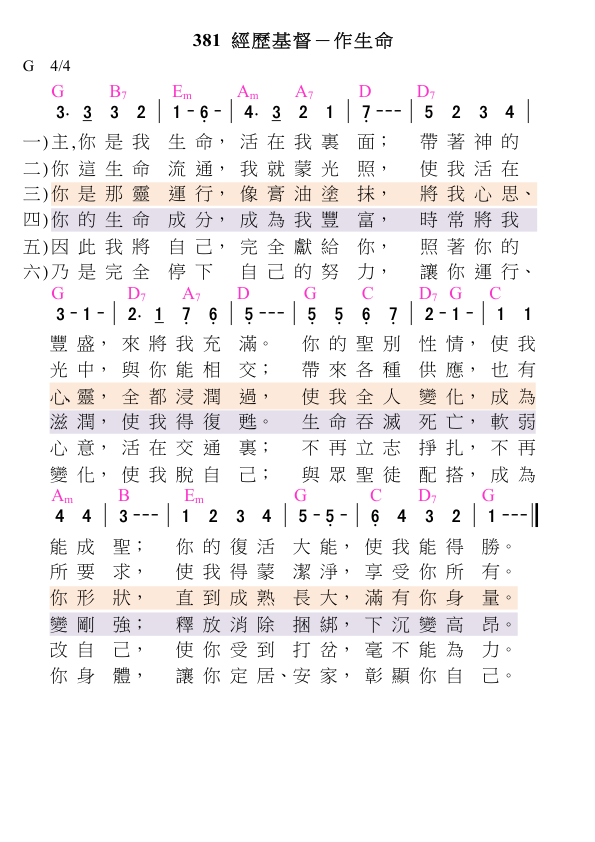 381 經歷基督－作生命
G 4/4
G B7 Em Am A7 D D7
3· 3 3 2 | 1 - 6 - | 4· 3 2 1 | 7 - - - | 5 2 3 4 |
一)主,你是我 生命，活在我裏 面； 帶著神的
二)你這生命 流通，我就蒙光 照， 使我活在
三)你是那靈 運行，像膏油塗 抹， 將我心思、
四)你的生命 成分，成為我豐 富， 時常將我
五)因此我將 自己，完全獻給 你， 照著你的
六)乃是完全 停下 自己的努 力， 讓你運行、
G D7 A7 D G C D7 G C
3 - 1 - | 2· 1 7 6 | 5 - - - | 5 5 6 7 | 2 - 1 - | 1 1
豐盛，來將我充 滿。 你的聖別 性情，使我
光中，與你能相 交； 帶來各種 供應，也有
心、靈，全都浸潤 過， 使我全人 變化，成為
滋潤，使我得復 甦。 生命吞滅 死亡，軟弱
心意，活在交通 裏； 不再立志 掙扎，不再
變化，使我脫自 己； 與眾聖徒 配搭，成為
Am B Em G C D7 G
4 4 | 3 - - - | 1 2 3 4 | 5 - 5 - | 6 4 3 2 | 1 - - - ||
能成 聖； 你的復活 大能，使我能得 勝。
所要 求， 使我得蒙 潔淨，享受你所 有。
你形 狀， 直到成熟 長大，滿有你身 量。
變剛 強； 釋放消除 捆綁，下沉變高 昂。
改自 己， 使你受到 打岔，毫不能為 力。
你身 體， 讓你定居、安家，彰顯你自 己。